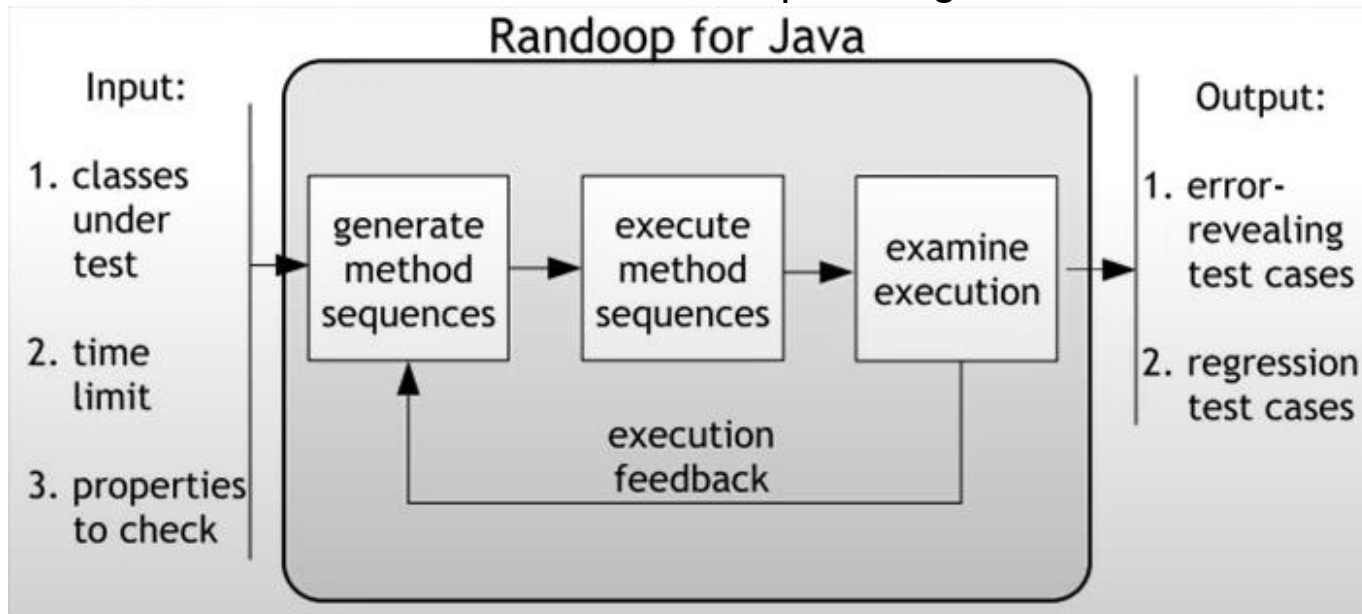 Randoop for Java
Input:
1. classes
under
test
2. time
limit
3. properties
to check
generate
method
sequences
execute
method
sequences
examine
execution
execution
feedback
Output:
1. error-
revealing
test cases
2. regression
test cases